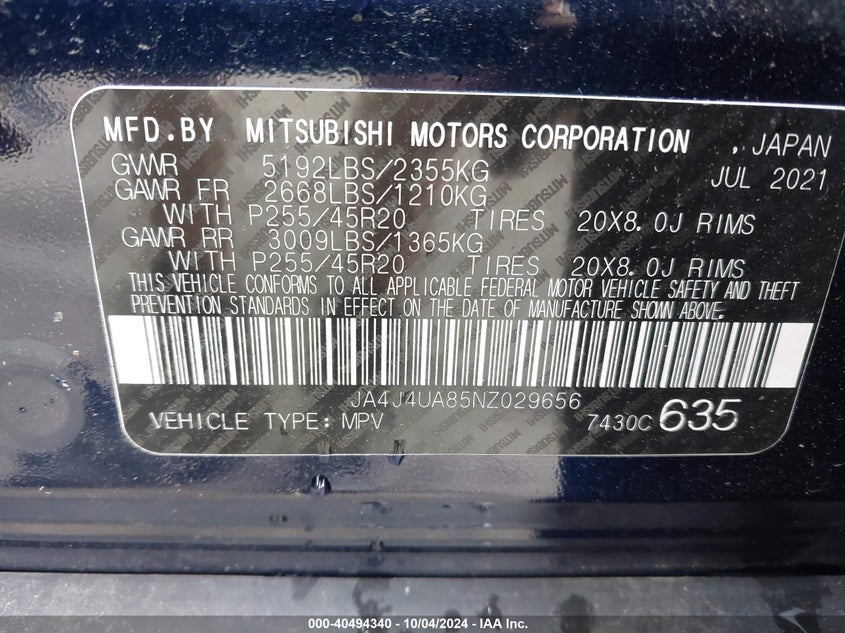 MFD.BY MITSUBISHI MOTORS CORPORATION , JAPAN
GVWR 5192LBS/2355KG JUL 2021
GAWR FR 2668LBS/1210KG
WITH P255/45R20 TIRES 20X8.0J RIMS
GAWR RR 3009LBS/1365KG
WITH P255/45R20 TIRES 20X8.0J RIMS
THIS VEHICLE CONFORMS TO ALL APPLICABLE FEDERAL MOTOR VEHICLE SAFETY AND THEFT
PREVENTION STANDARDS IN EFFECT ON THE DATE OF MANUFACTURE SHOWN ABOVE.
JA4J4UA85NZ029656
VEHICLE TYPE: MPV 7430C 635
000-40494340 - 10/04/2024 - IAA Inc.